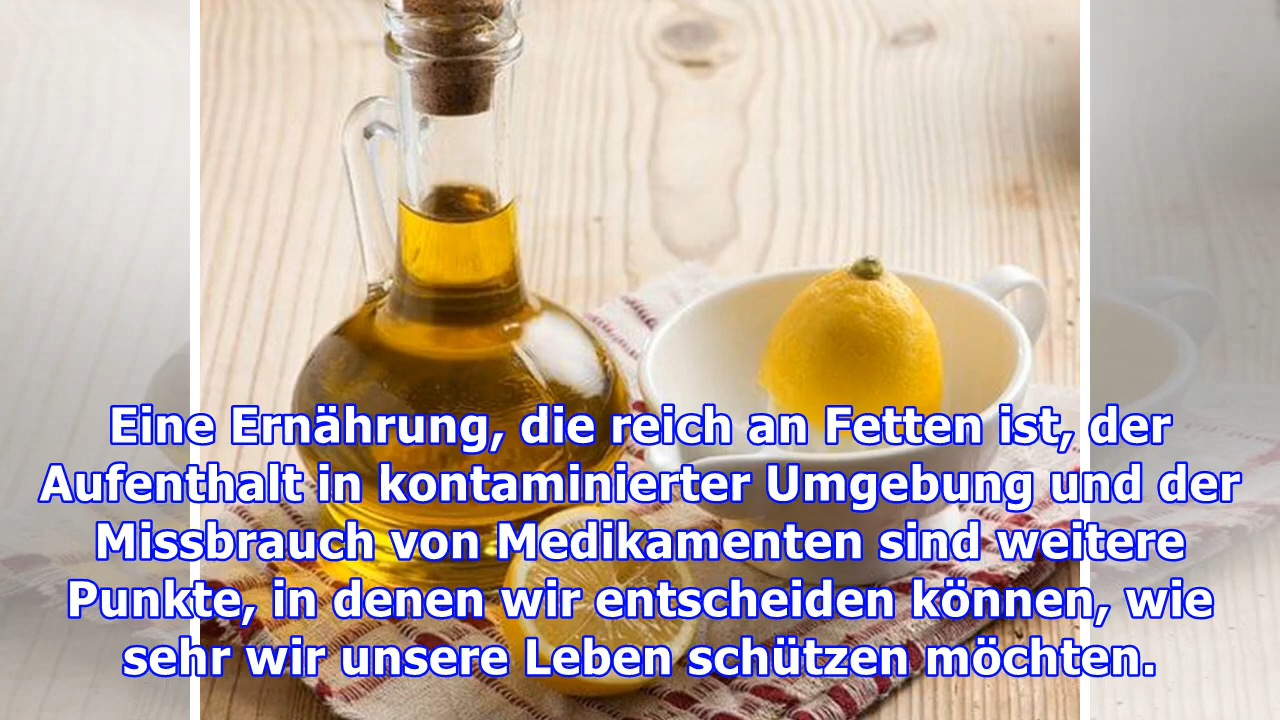 Eine Ernährung, die reich an Fetten ist, der
Aufenthalt in kontaminierter Umgebung und der
Missbrauch von Medikamenten sind weitere
Punkte, in denen wir entscheiden können, wie
sehr wir unsere Leben schützen möchten.